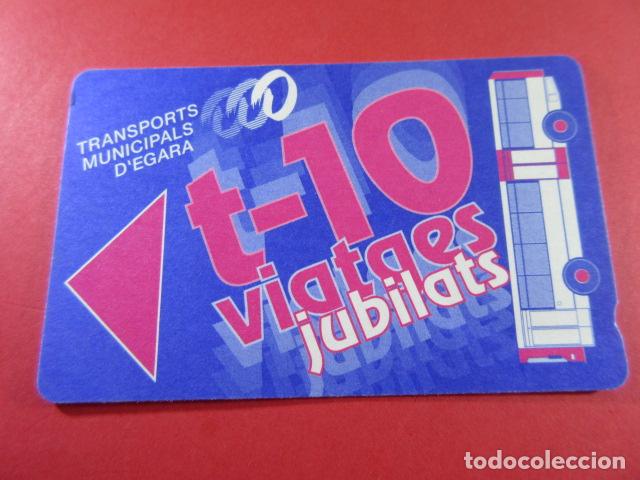 TRANSPORTS
MUNICIPALS
D'EGARA
t-10
viatges
jubilats
todocoleccion